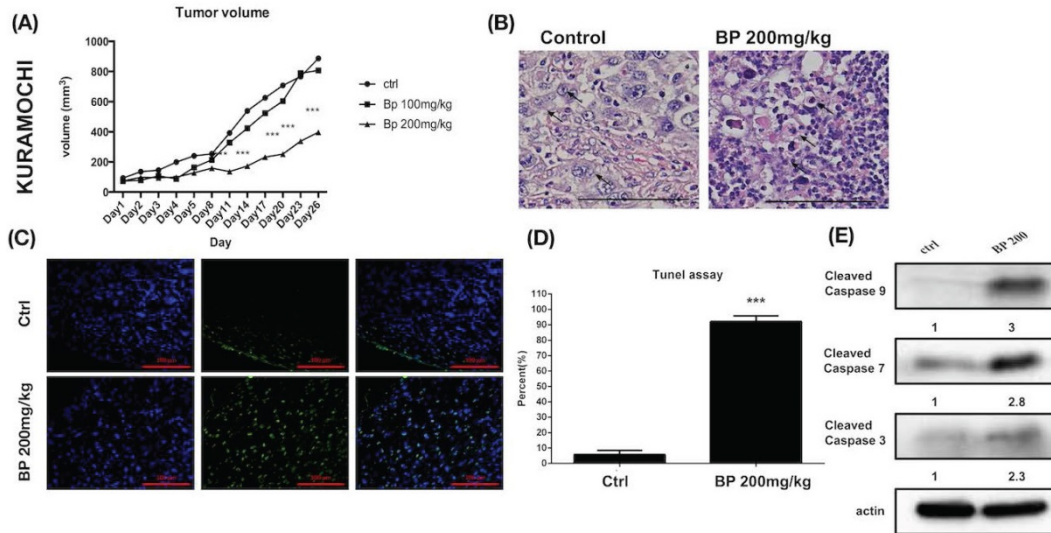 (A)
Tumor volume
KURAMOCHI
volume (mm³)
1000
800
600
400
200
0
ctrl
Bp 100mg/kg
Bp 200mg/kg
***
***
***
***
Day1
Day2
Day3
Day4
Day5
Day8
Day11
Day14
Day17
Day20
Day23
Day26
Day
(B)
Control
BP 200mg/kg
(C)
Ctrl
BP 200mg/kg
(D)
Tunel assay
Percent(%)
110
100
90
80
70
60
50
40
30
20
10
0
***
Ctrl
BP 200mg/kg
(E)
ctrl
BP 200
Cleaved
Caspase 9
1 3
Cleaved
Caspase 7
1 2.8
Cleaved
Caspase 3
1 2.3
actin